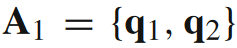 A₁ = {q₁, q₂}